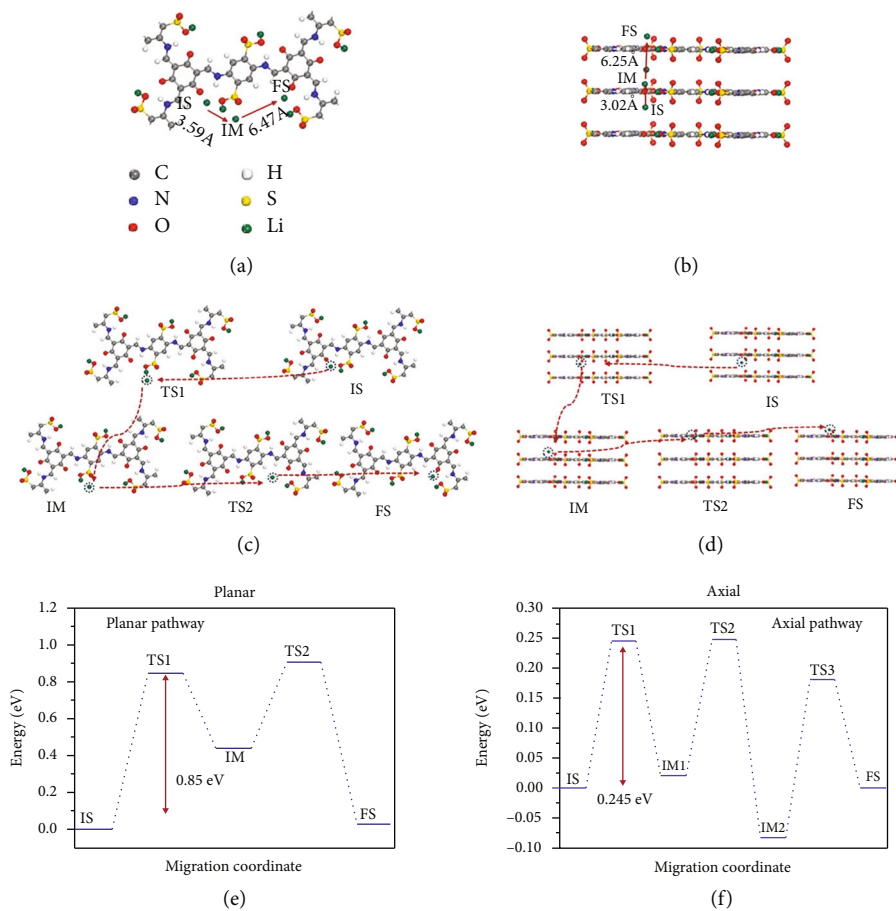 FS
IS
IM
3.59Å
6.47Å
C
H
N
S
O
Li
(a)
FS
6.25Å
IM
3.02Å
IS
(b)
TS1
IS
IM
TS2
FS
(c)
TS1
IS
IM
TS2
FS
(d)
Planar
Planar pathway
1.2
1.0
0.8
0.6
0.4
0.2
0.0
Energy (eV)
IS
TS1
IM
TS2
FS
0.85 eV
Migration coordinate
(e)
Axial
Axial pathway
0.30
0.25
0.20
0.15
0.10
0.05
0.00
−0.05
−0.10
Energy (eV)
IS
TS1
IM1
TS2
IM2
TS3
FS
0.245 eV
Migration coordinate
(f)